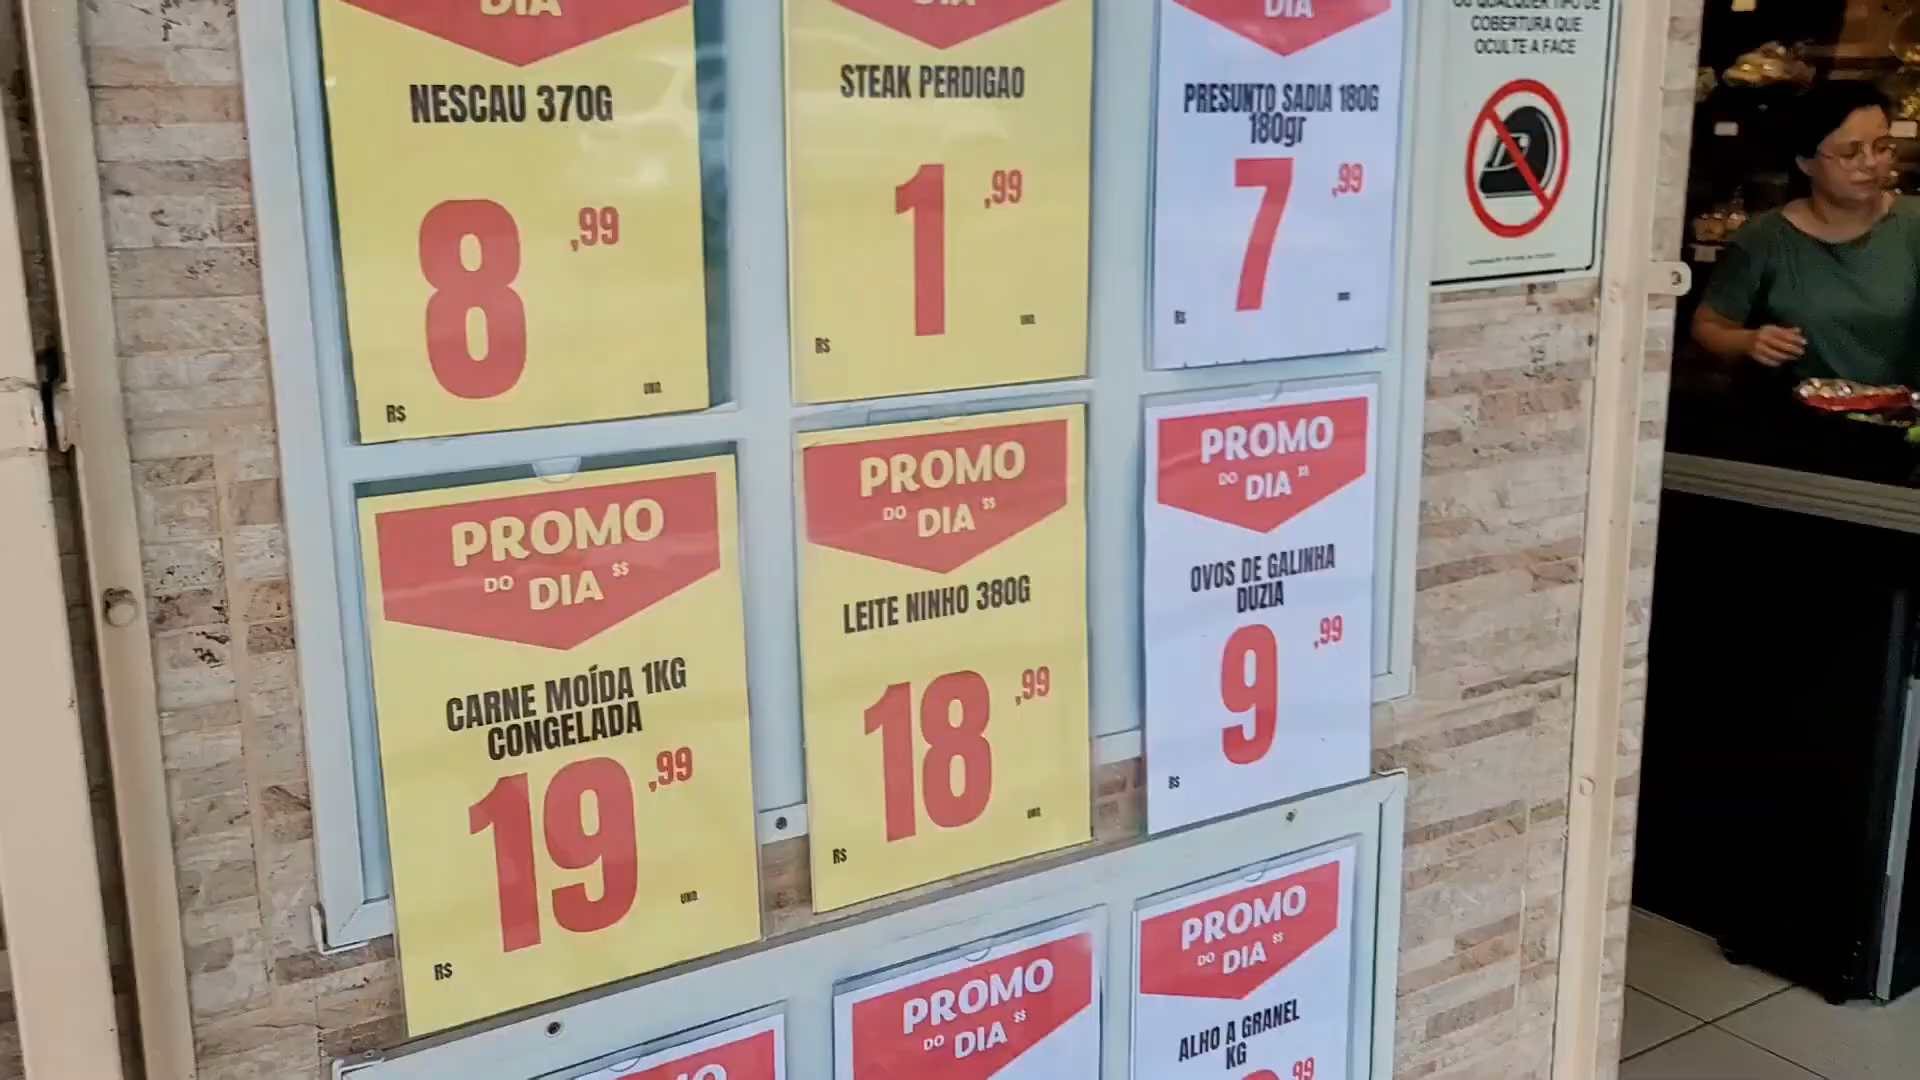 DIA
NESCAU 370G
8,99
R$
UND.
DIA
STEAK PERDIGAO
1,99
R$
UND.
DIA
PRESUNTO SADIA 180G
180gr
7,99
R$
OU QUALQUER TIPO DE
COBERTURA QUE
OCULTE A FACE
PROMO
DO DIA $$
CARNE MOÍDA 1KG
CONGELADA
19,99
R$
UND.
PROMO
DO DIA $$
LEITE NINHO 380G
18,99
R$
UND.
PROMO
DO DIA $$
OVOS DE GALINHA
DUZIA
9,99
R$
PROMO
DO DIA $$
PROMO
DO DIA $$
ALHO A GRANEL
KG
,99